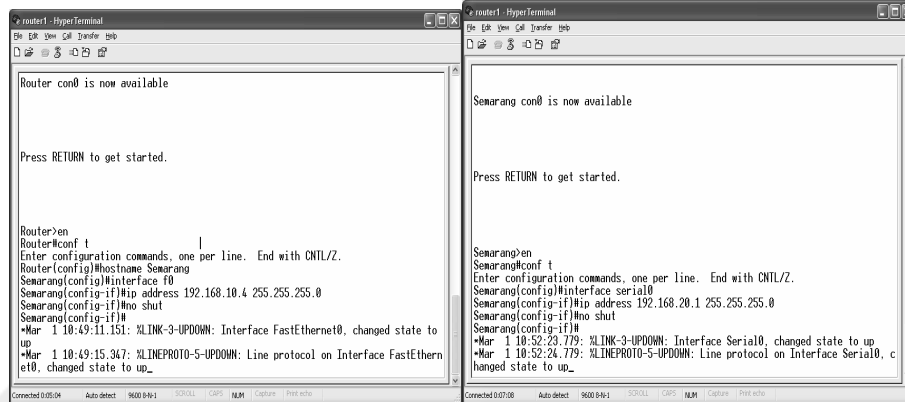 router1 - HyperTerminal
File Edit View Call Transfer Help
Router con0 is now available
Press RETURN to get started.
Router>en
Router#conf t
Enter configuration commands, one per line.  End with CNTL/Z.
Router(config)#hostname Semarang
Semarang(config)#interface f0
Semarang(config-if)#ip address 192.168.10.4 255.255.255.0
Semarang(config-if)#no shut
Semarang(config-if)#
*Mar  1 10:49:11.151: %LINK-3-UPDOWN: Interface FastEthernet0, changed state to
up
*Mar  1 10:49:15.347: %LINEPROTO-5-UPDOWN: Line protocol on Interface FastEthern
et0, changed state to up_
Connected 0:05:04 Auto detect 9600 8-N-1 SCROLL CAPS NUM Capture Print echo
router1 - HyperTerminal
File Edit View Call Transfer Help
Semarang con0 is now available
Press RETURN to get started.
Semarang>en
Semarang#conf t
Enter configuration commands, one per line.  End with CNTL/Z.
Semarang(config)#interface serial0
Semarang(config-if)#ip address 192.168.20.1 255.255.255.0
Semarang(config-if)#no shut
Semarang(config-if)#
*Mar  1 10:52:23.779: %LINK-3-UPDOWN: Interface Serial0, changed state to up
*Mar  1 10:52:24.779: %LINEPROTO-5-UPDOWN: Line protocol on Interface Serial0, c
hanged state to up_
Connected 0:07:08 Auto detect 9600 8-N-1 SCROLL CAPS NUM Capture Print echo